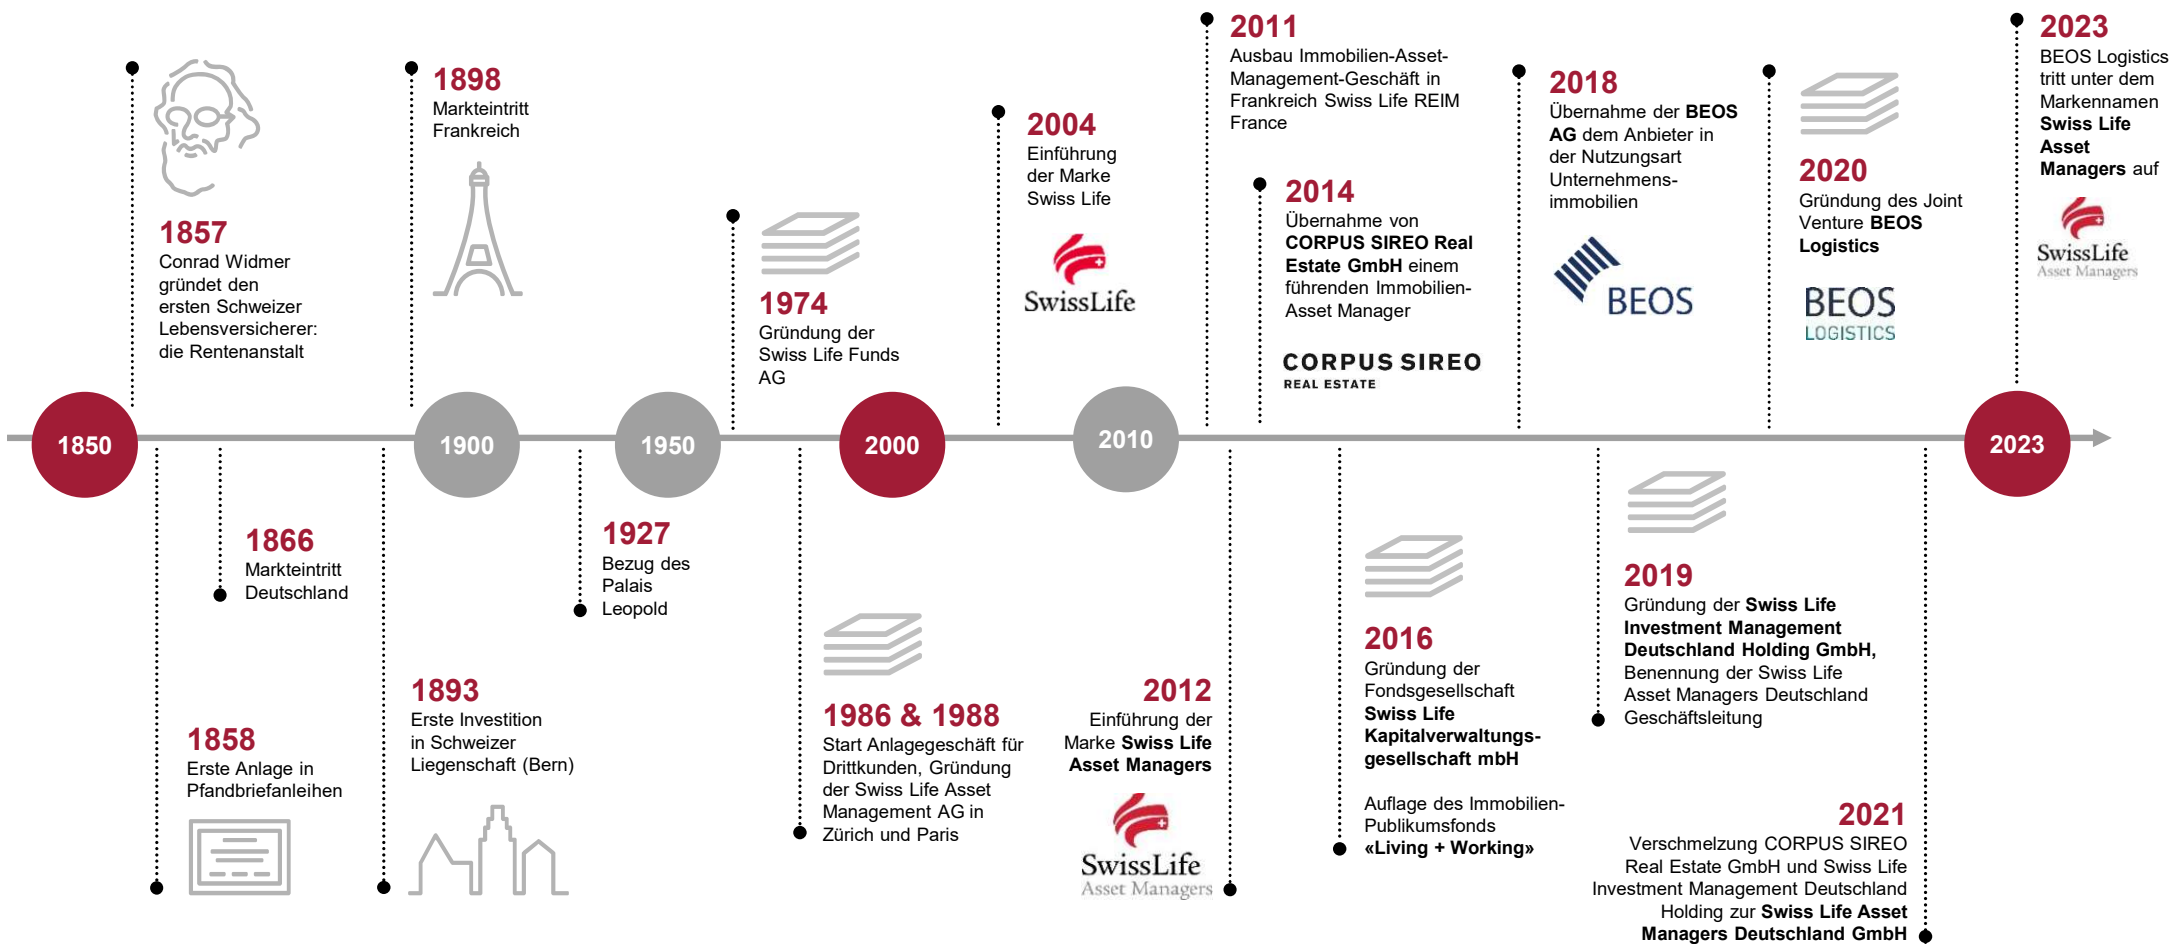 1857
Conrad Widmer
gründet den
ersten Schweizer
Lebensversicherer:
die Rentenanstalt
1898
Markteintritt
Frankreich
1974
Gründung der
Swiss Life Funds
AG
2004
Einführung
der Marke
Swiss Life
SwissLife
2011
Ausbau Immobilien-Asset-
Management-Geschäft in
Frankreich Swiss Life REIM
France
2014
Übernahme von
CORPUS SIREO Real
Estate GmbH einem
führenden Immobilien-
Asset Manager
CORPUS SIREO
REAL ESTATE
2018
Übernahme der BEOS
AG dem Anbieter in
der Nutzungsart
Unternehmens-
immobilien
BEOS
2020
Gründung des Joint
Venture BEOS
Logistics
BEOS
LOGISTICS
2023
BEOS Logistics
tritt unter dem
Markennamen
Swiss Life
Asset
Managers auf
SwissLife
Asset Managers
1850
1900
1950
2000
2010
2023
1858
Erste Anlage in
Pfandbriefanleihen
1866
Markteintritt
Deutschland
1893
Erste Investition
in Schweizer
Liegenschaft (Bern)
1927
Bezug des
Palais
Leopold
1986 & 1988
Start Anlagegeschäft für
Drittkunden, Gründung
der Swiss Life Asset
Management AG in
Zürich und Paris
2012
Einführung der
Marke Swiss Life
Asset Managers
SwissLife
Asset Managers
2016
Gründung der
Fondsgesellschaft
Swiss Life
Kapitalverwaltungs-
gesellschaft mbH
Auflage des Immobilien-
Publikumsfonds
«Living + Working»
2019
Gründung der Swiss Life
Investment Management
Deutschland Holding GmbH,
Benennung der Swiss Life
Asset Managers Deutschland
Geschäftsleitung
2021
Verschmelzung CORPUS SIREO
Real Estate GmbH und Swiss Life
Investment Management Deutschland
Holding zur Swiss Life Asset
Managers Deutschland GmbH